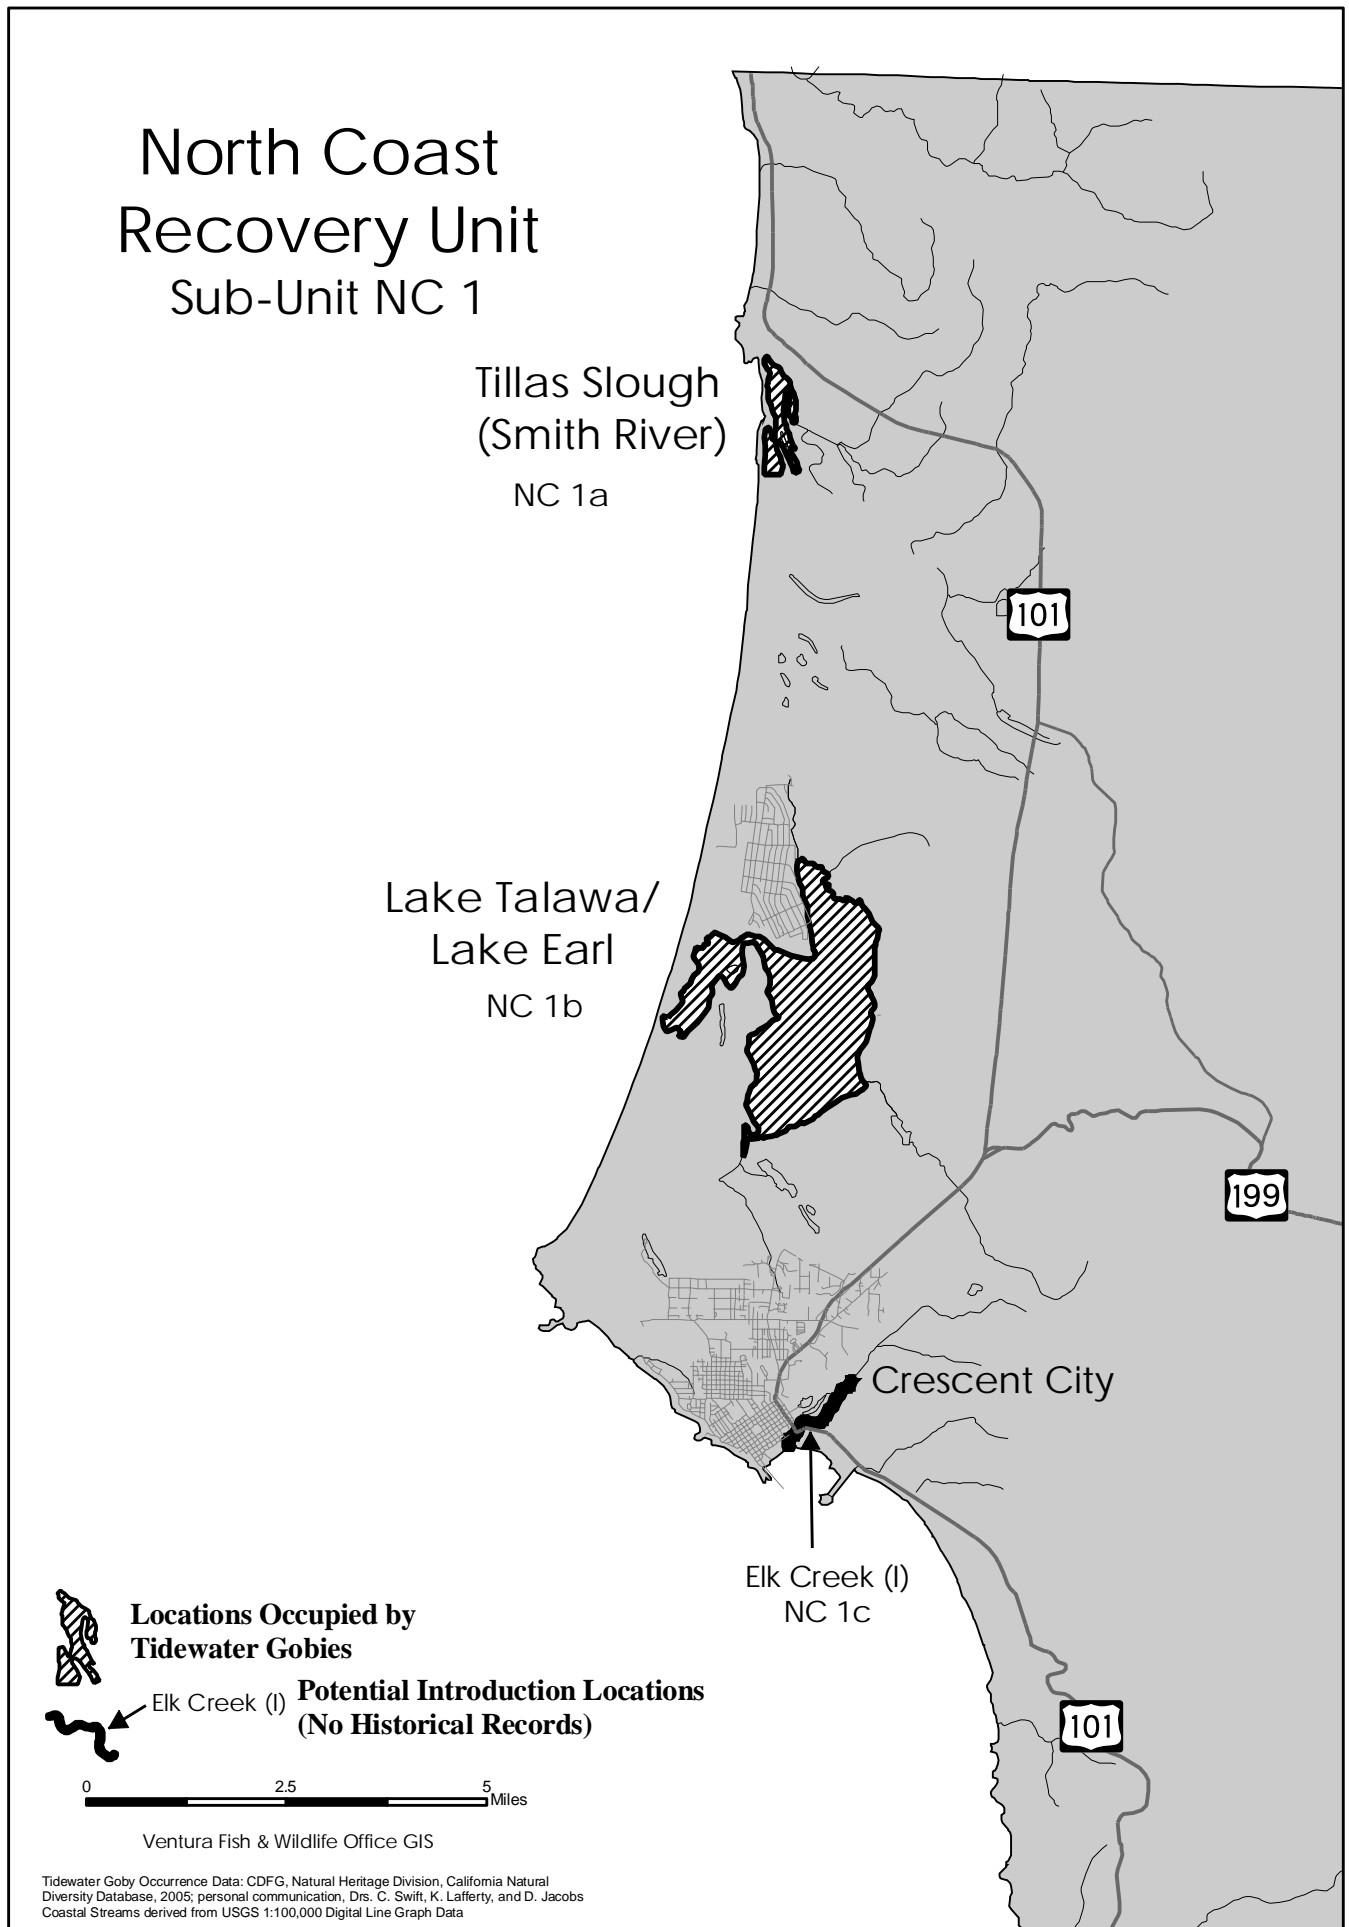 North Coast
Recovery Unit
Sub-Unit NC 1
Tillas Slough
(Smith River)
NC 1a
101
Lake Talawa/
Lake Earl
NC 1b
199
Crescent City
Elk Creek (I)
NC 1c
Locations Occupied by
Tidewater Gobies
Elk Creek (I)
Potential Introduction Locations
(No Historical Records)
101
0 2.5 5
Miles
Ventura Fish & Wildlife Office GIS
Tidewater Goby Occurrence Data: CDFG, Natural Heritage Division, California Natural
Diversity Database, 2005; personal communication, Drs. C. Swift, K. Lafferty, and D. Jacobs
Coastal Streams derived from USGS 1:100,000 Digital Line Graph Data